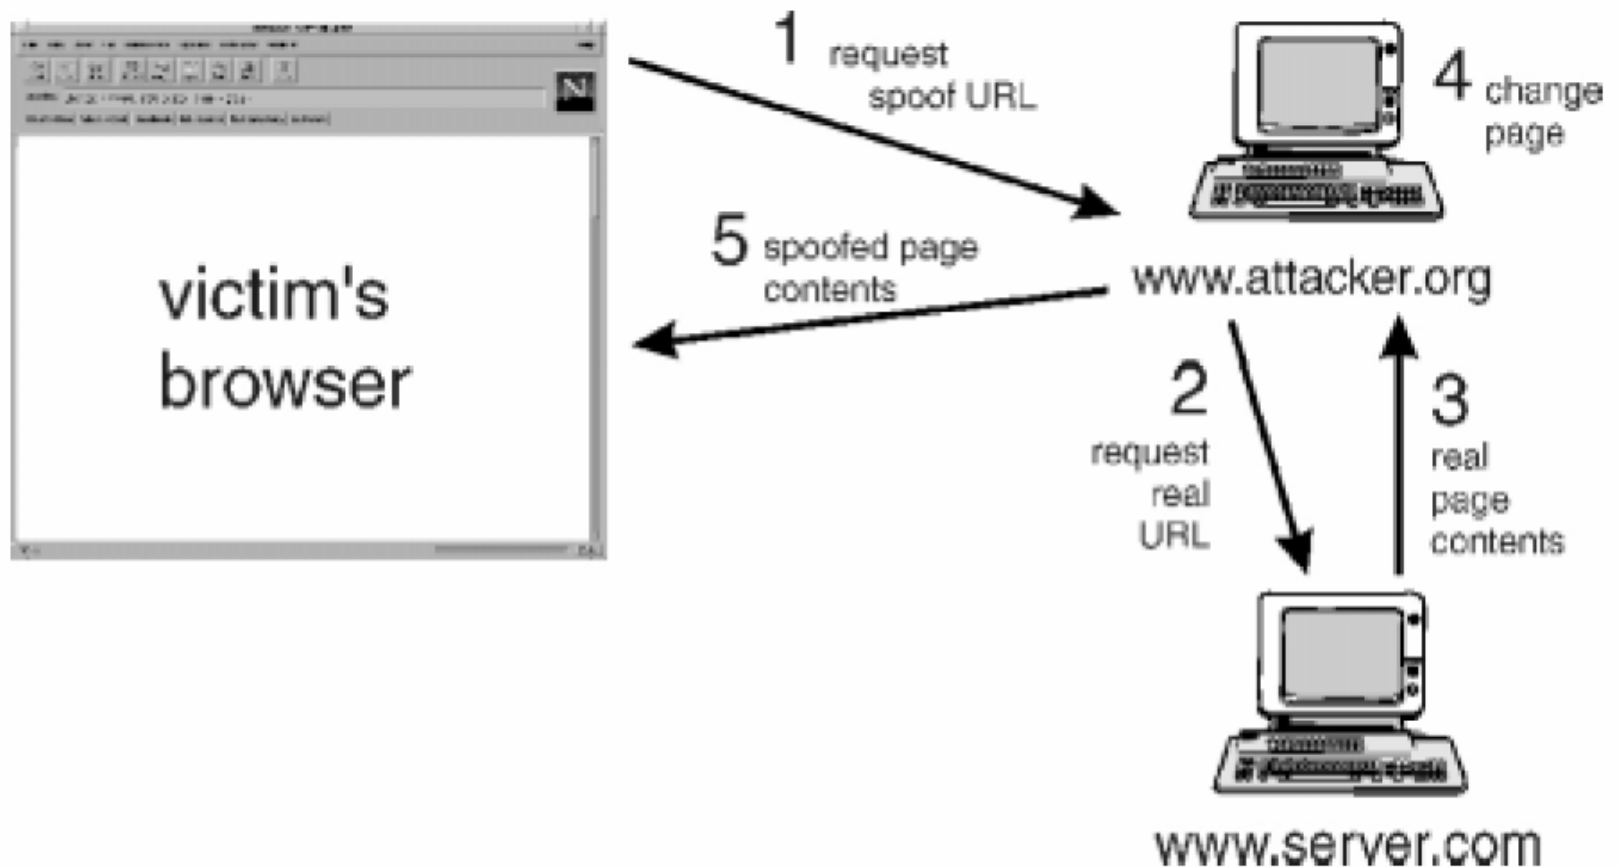 1 request
spoof URL
4 change
page
5 spoofed page
contents
victim's
browser
www.attacker.org
2
request
real
URL
3
real
page
contents
www.server.com
N